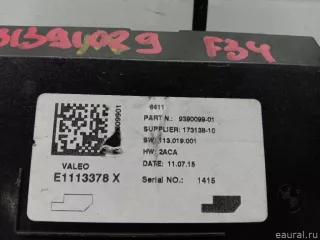 31391029 F34
6411
PART N.: 9390099-01
SUPPLIER: 173138-10
SW: 113.019.001
HW: 2ACA
VALEO
DATE: 11.07.15
E1113378 X
Serial NO.: 1415
eaural.ru